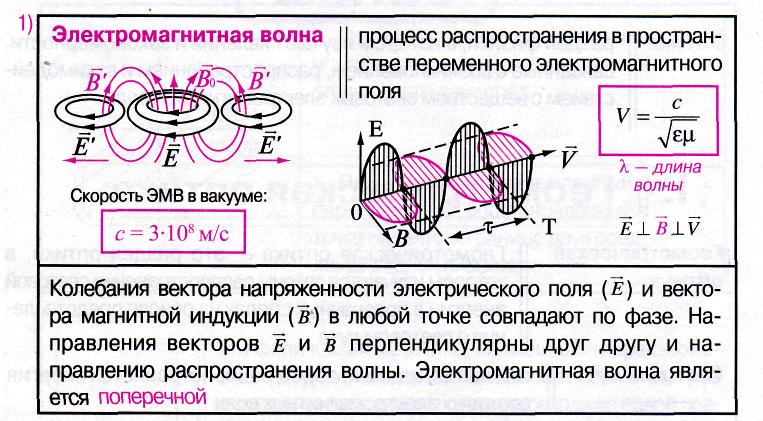 1)
Электромагнитная волна
процесс распространения в простран-
стве переменного электромагнитного
поля
B′ B₀ B′
E′ E E′
Скорость ЭМВ в вакууме:
c = 3·10⁸ м/с
E
V
0
B
τ
T
V = c / √εμ
λ – длина
волны
E ⊥ B ⊥ V
Колебания вектора напряженности электрического поля (E) и векто-
ра магнитной индукции (B) в любой точке совпадают по фазе. На-
правления векторов E и B перпендикулярны друг другу и на-
правлению распространения волны. Электромагнитная волна явля-
ется поперечной